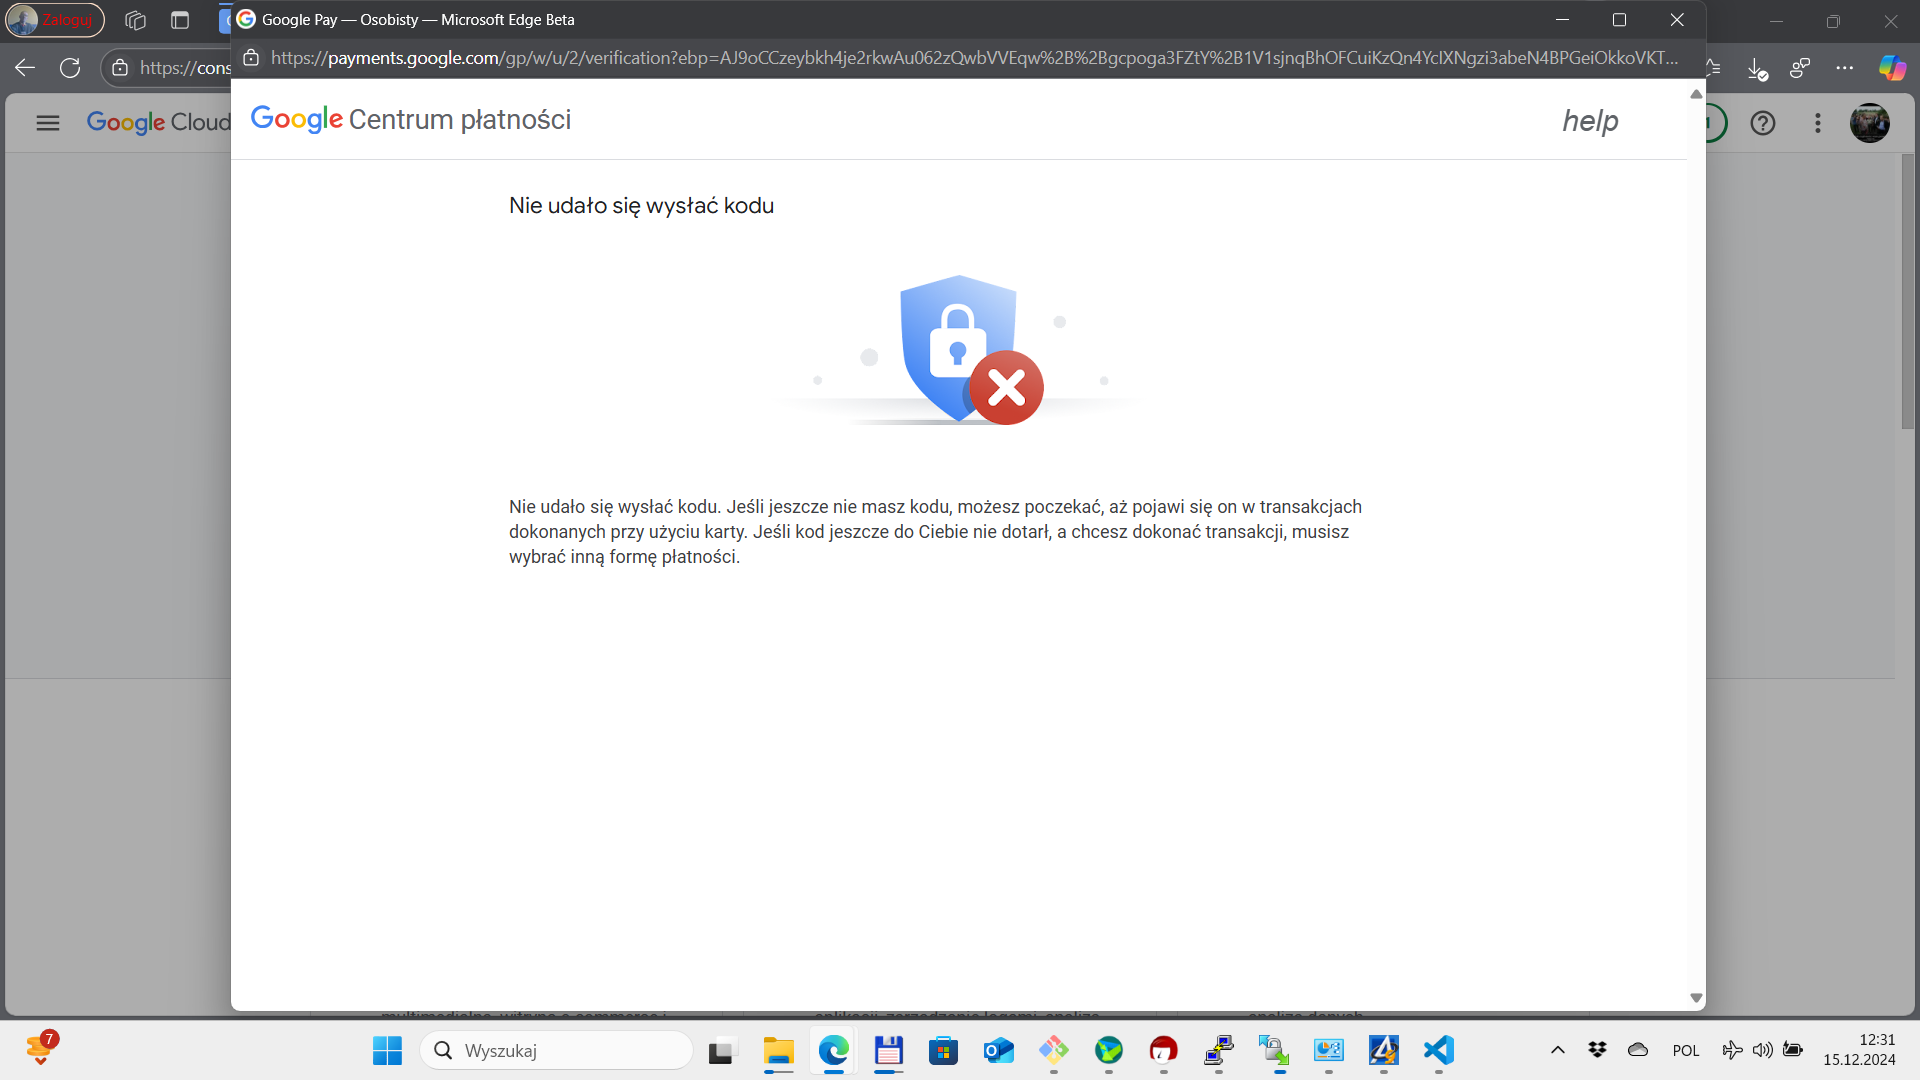 Zaloguj
Google Pay — Osobisty — Microsoft Edge Beta
https://cons
https://payments.google.com/gp/w/u/2/verification?ebp=AJ9oCCzeybkh4je2rkwAu062zQwbVVEqw%2B%2Bgcpoga3FZtY%2B1V1sjnqBhOFCuiKzQn4YcIXNgzi3abeN4BPGeiOkkoVKT...
Google Cloud
Google Centrum płatności
help
1
Nie udało się wysłać kodu
Nie udało się wysłać kodu. Jeśli jeszcze nie masz kodu, możesz poczekać, aż pojawi się on w transakcjach
dokonanych przy użyciu karty. Jeśli kod jeszcze do Ciebie nie dotarł, a chcesz dokonać transakcji, musisz
wybrać inną formę płatności.
7
Wyszukaj
POL
12:31
15.12.2024